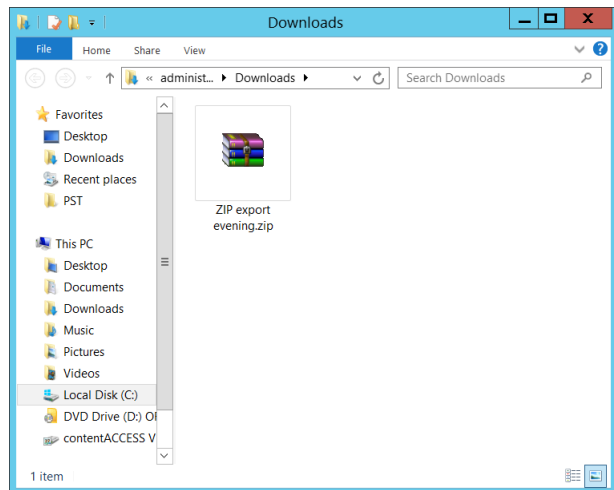 Downloads
File Home Share View
« administ... Downloads Search Downloads
Favorites
Desktop
Downloads
Recent places
PST
ZIP export
evening.zip
This PC
Desktop
Documents
Downloads
Music
Pictures
Videos
Local Disk (C:)
DVD Drive (D:) OF
contentACCESS V
1 item